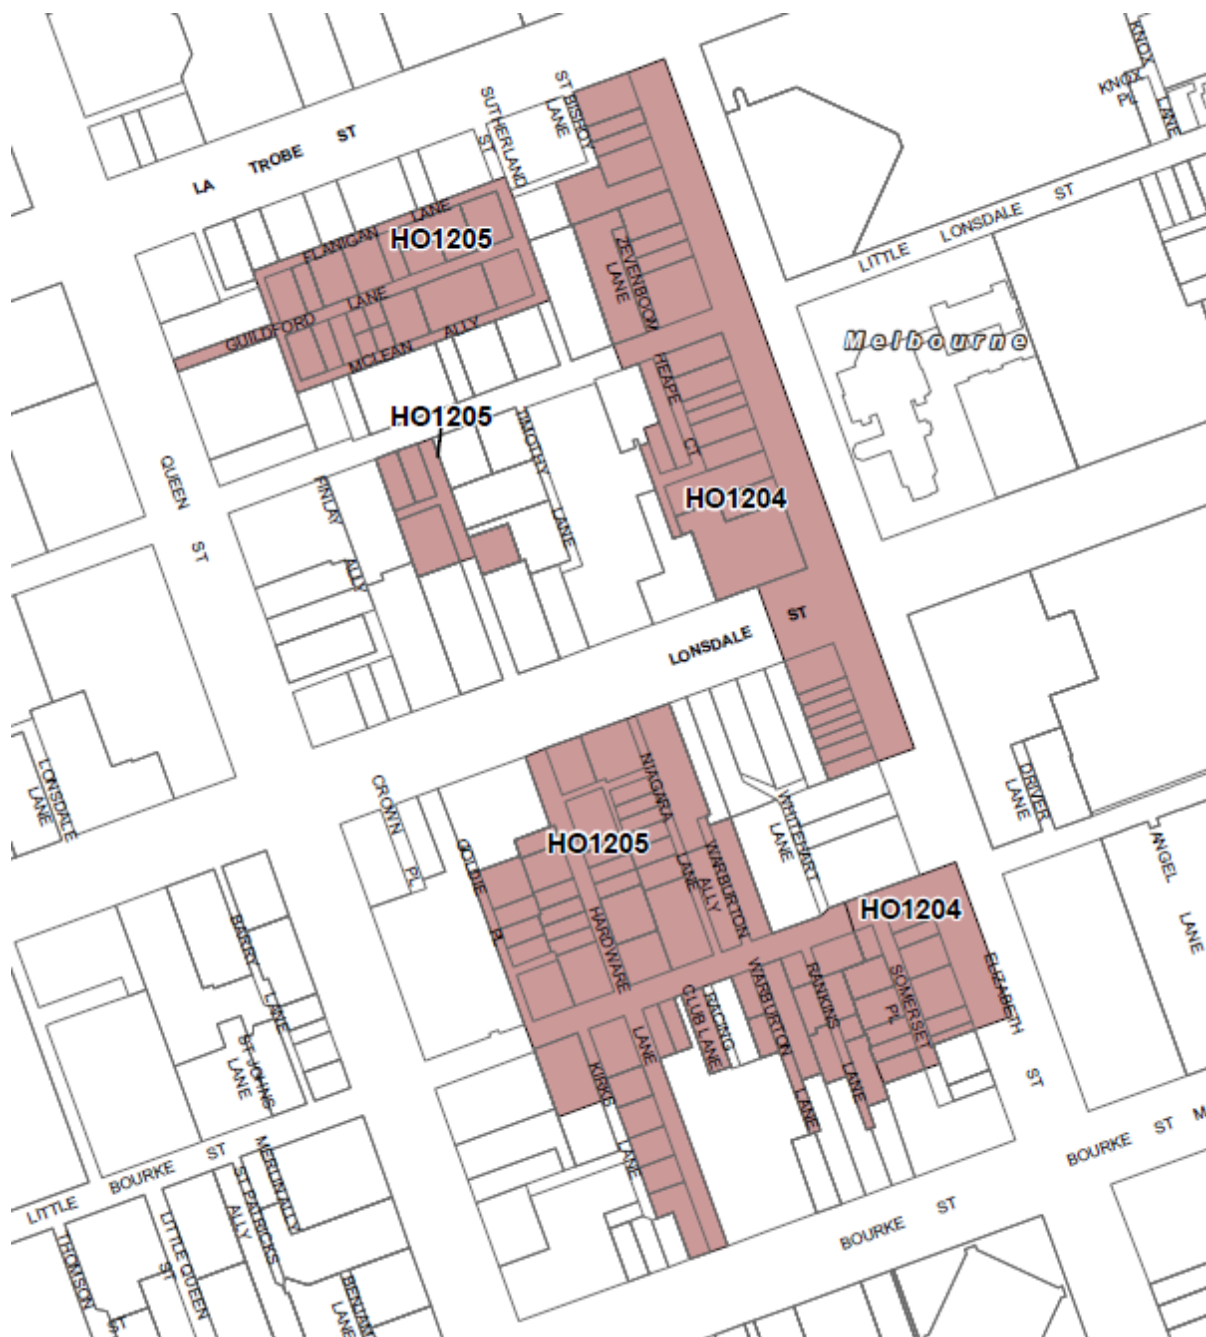 KNOX
LANE
KNOX
PL
ST BISHOY
LANE
SUTHERLAND
ST
LA TROBE ST
LITTLE LONSDALE ST
FLANIGAN LANE
HO1205
ZEVENBOOM
LANE
GUILDFORD LANE
MCLEAN ALLY
Melbourne
HEAPE CT
HO1205
TIMOTHY LANE
QUEEN ST
FINLAY ALLY
HO1204
LONSDALE ST
LONSDALE
LANE
CROWN PL
NIAGARA LANE
DRIVER
LANE
WHITEHART
LANE
ANGEL LANE
GOLDIE PL
HO1205
WARBURTON
ALLY
HARDWARE LANE
HO1204
BARRY LANE
RACING
CLUB LANE
WARBURTON LANE
RANKINS LANE
SOMERSET
PL
ELIZABETH ST
ST JOHNS
LANE
KIRKS LANE
LITTLE BOURKE ST
BOURKE ST M
MERLIN ALLY
ST PATRICKS
ALLY
LITTLE QUEEN
ST
BOURKE ST
THOMSON ST
BENJAM
LANE